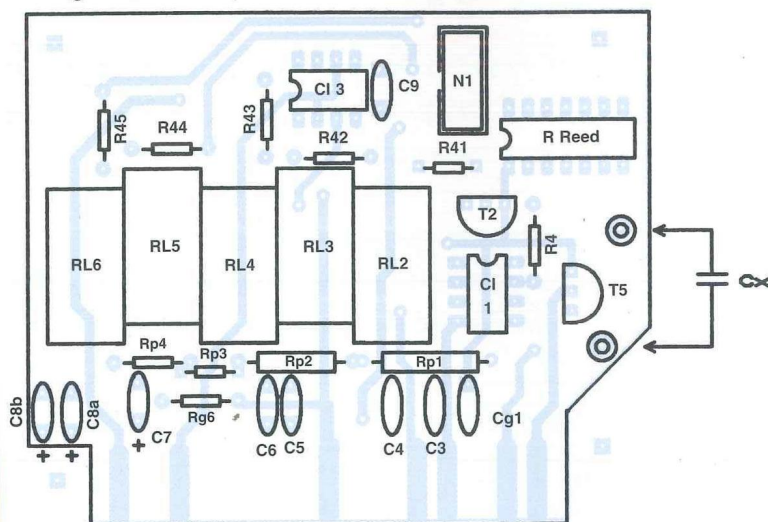 CI 3
C9
N1
R45
R44
R43
R42
R41
R Reed
T2
R4
RL6
RL5
RL4
RL3
RL2
CI
1
T5
Cx
Rp4
Rp3
Rp2
Rp1
Rg6
C8b
C8a
C7
C6
C5
C4
C3
Cg1
+
+
+